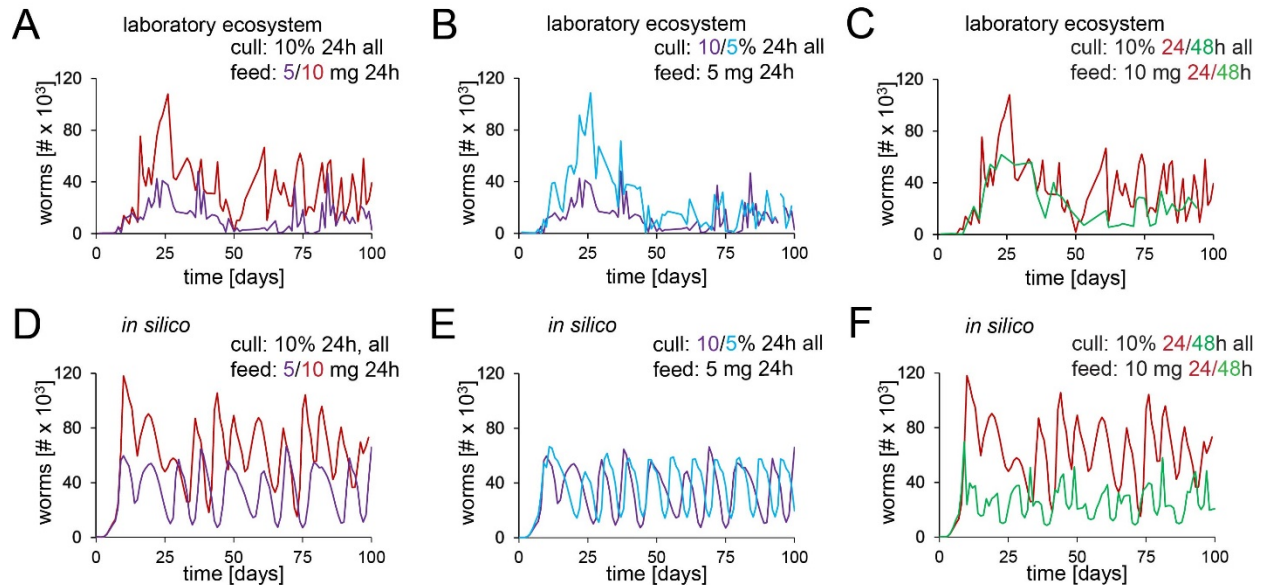 A
laboratory ecosystem
cull: 10% 24h all
feed: 5/10 mg 24h
worms [# x 10³]
120
80
40
0
0
25
50
75
100
time [days]
B
laboratory ecosystem
cull: 10/5% 24h all
feed: 5 mg 24h
worms [# x 10³]
120
80
40
0
0
25
50
75
100
time [days]
C
laboratory ecosystem
cull: 10% 24/48h all
feed: 10 mg 24/48h
worms [# x 10³]
120
80
40
0
0
25
50
75
100
time [days]
D
in silico
cull: 10% 24h, all
feed: 5/10 mg 24h
worms [# x 10³]
120
80
40
0
0
25
50
75
100
time [days]
E
in silico
cull: 10/5% 24h all
feed: 5 mg 24h
worms [# x 10³]
120
80
40
0
0
25
50
75
100
time [days]
F
in silico
cull: 10% 24/48h all
feed: 10 mg 24/48h
worms [# x 10³]
120
80
40
0
0
25
50
75
100
time [days]